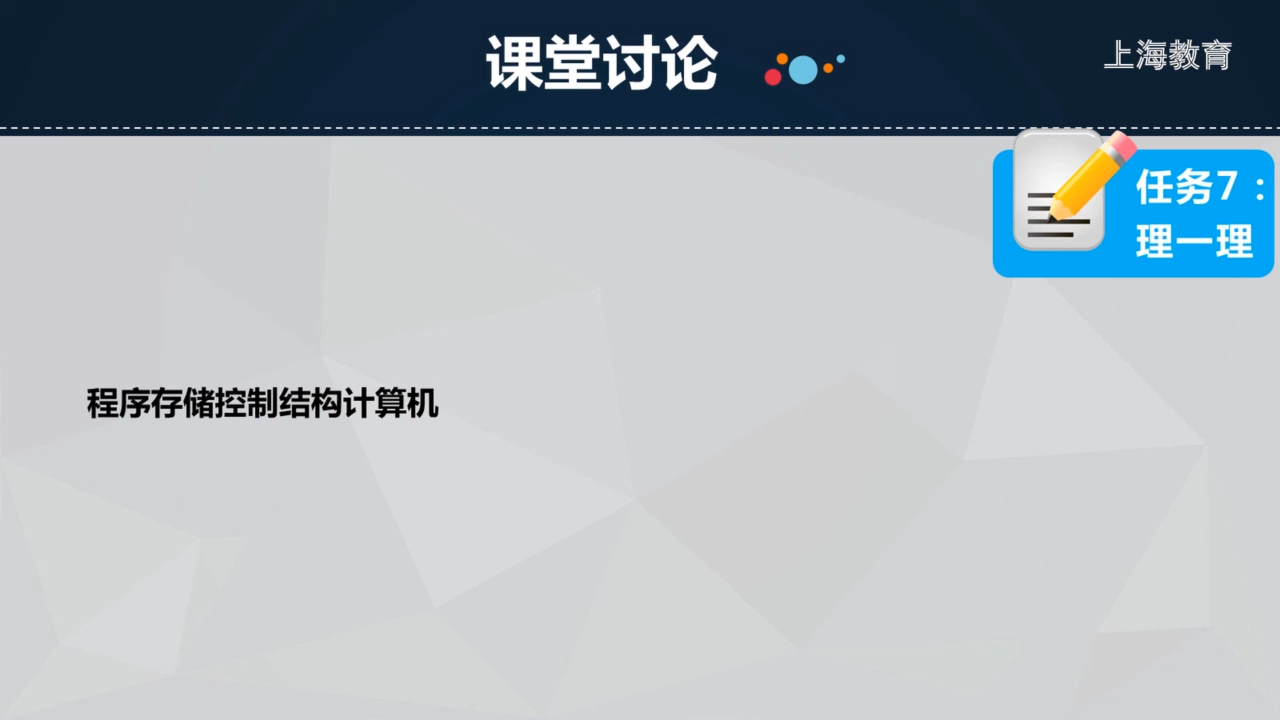 课堂讨论
上海教育
任务7：
理一理
程序存储控制结构计算机